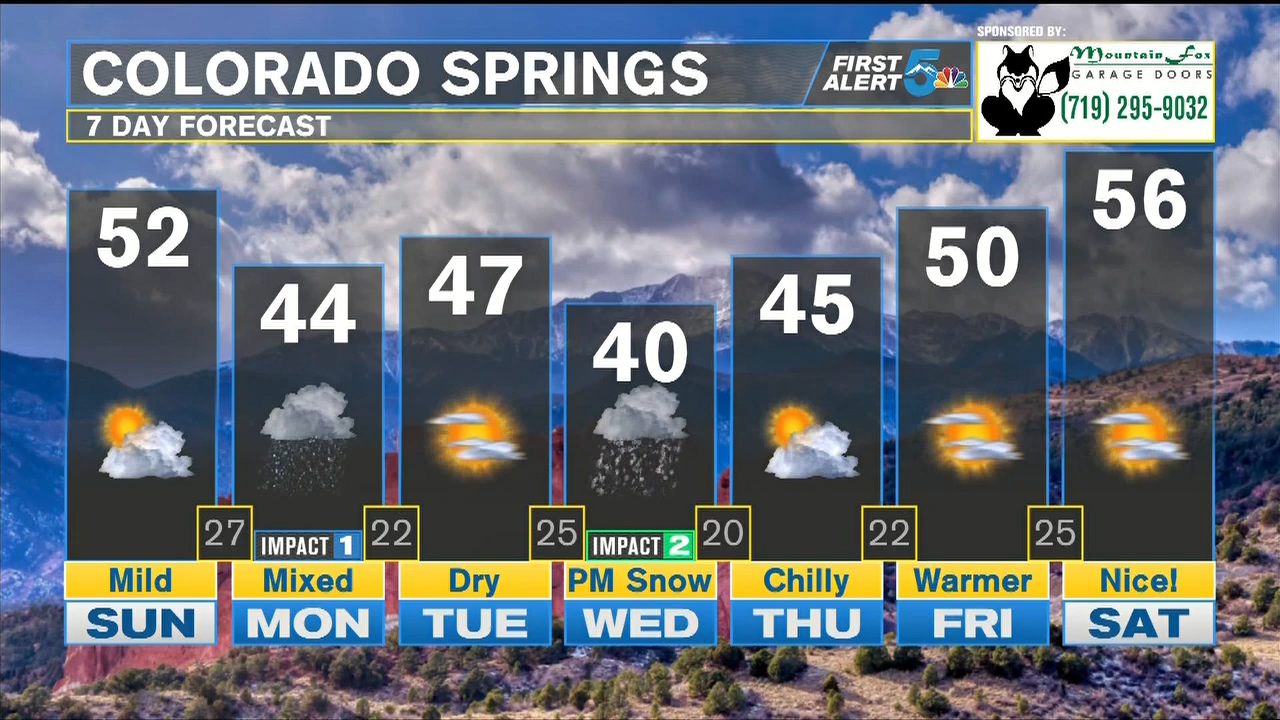 SPONSORED BY:
COLORADO SPRINGS
FIRST ALERT 5
Mountain Fox
GARAGE DOORS
(719) 295-9032
7 DAY FORECAST
52 44 47 40 45 50 56
27 22 25 20 22 25
IMPACT 1 IMPACT 2
Mild Mixed Dry PM Snow Chilly Warmer Nice!
SUN MON TUE WED THU FRI SAT